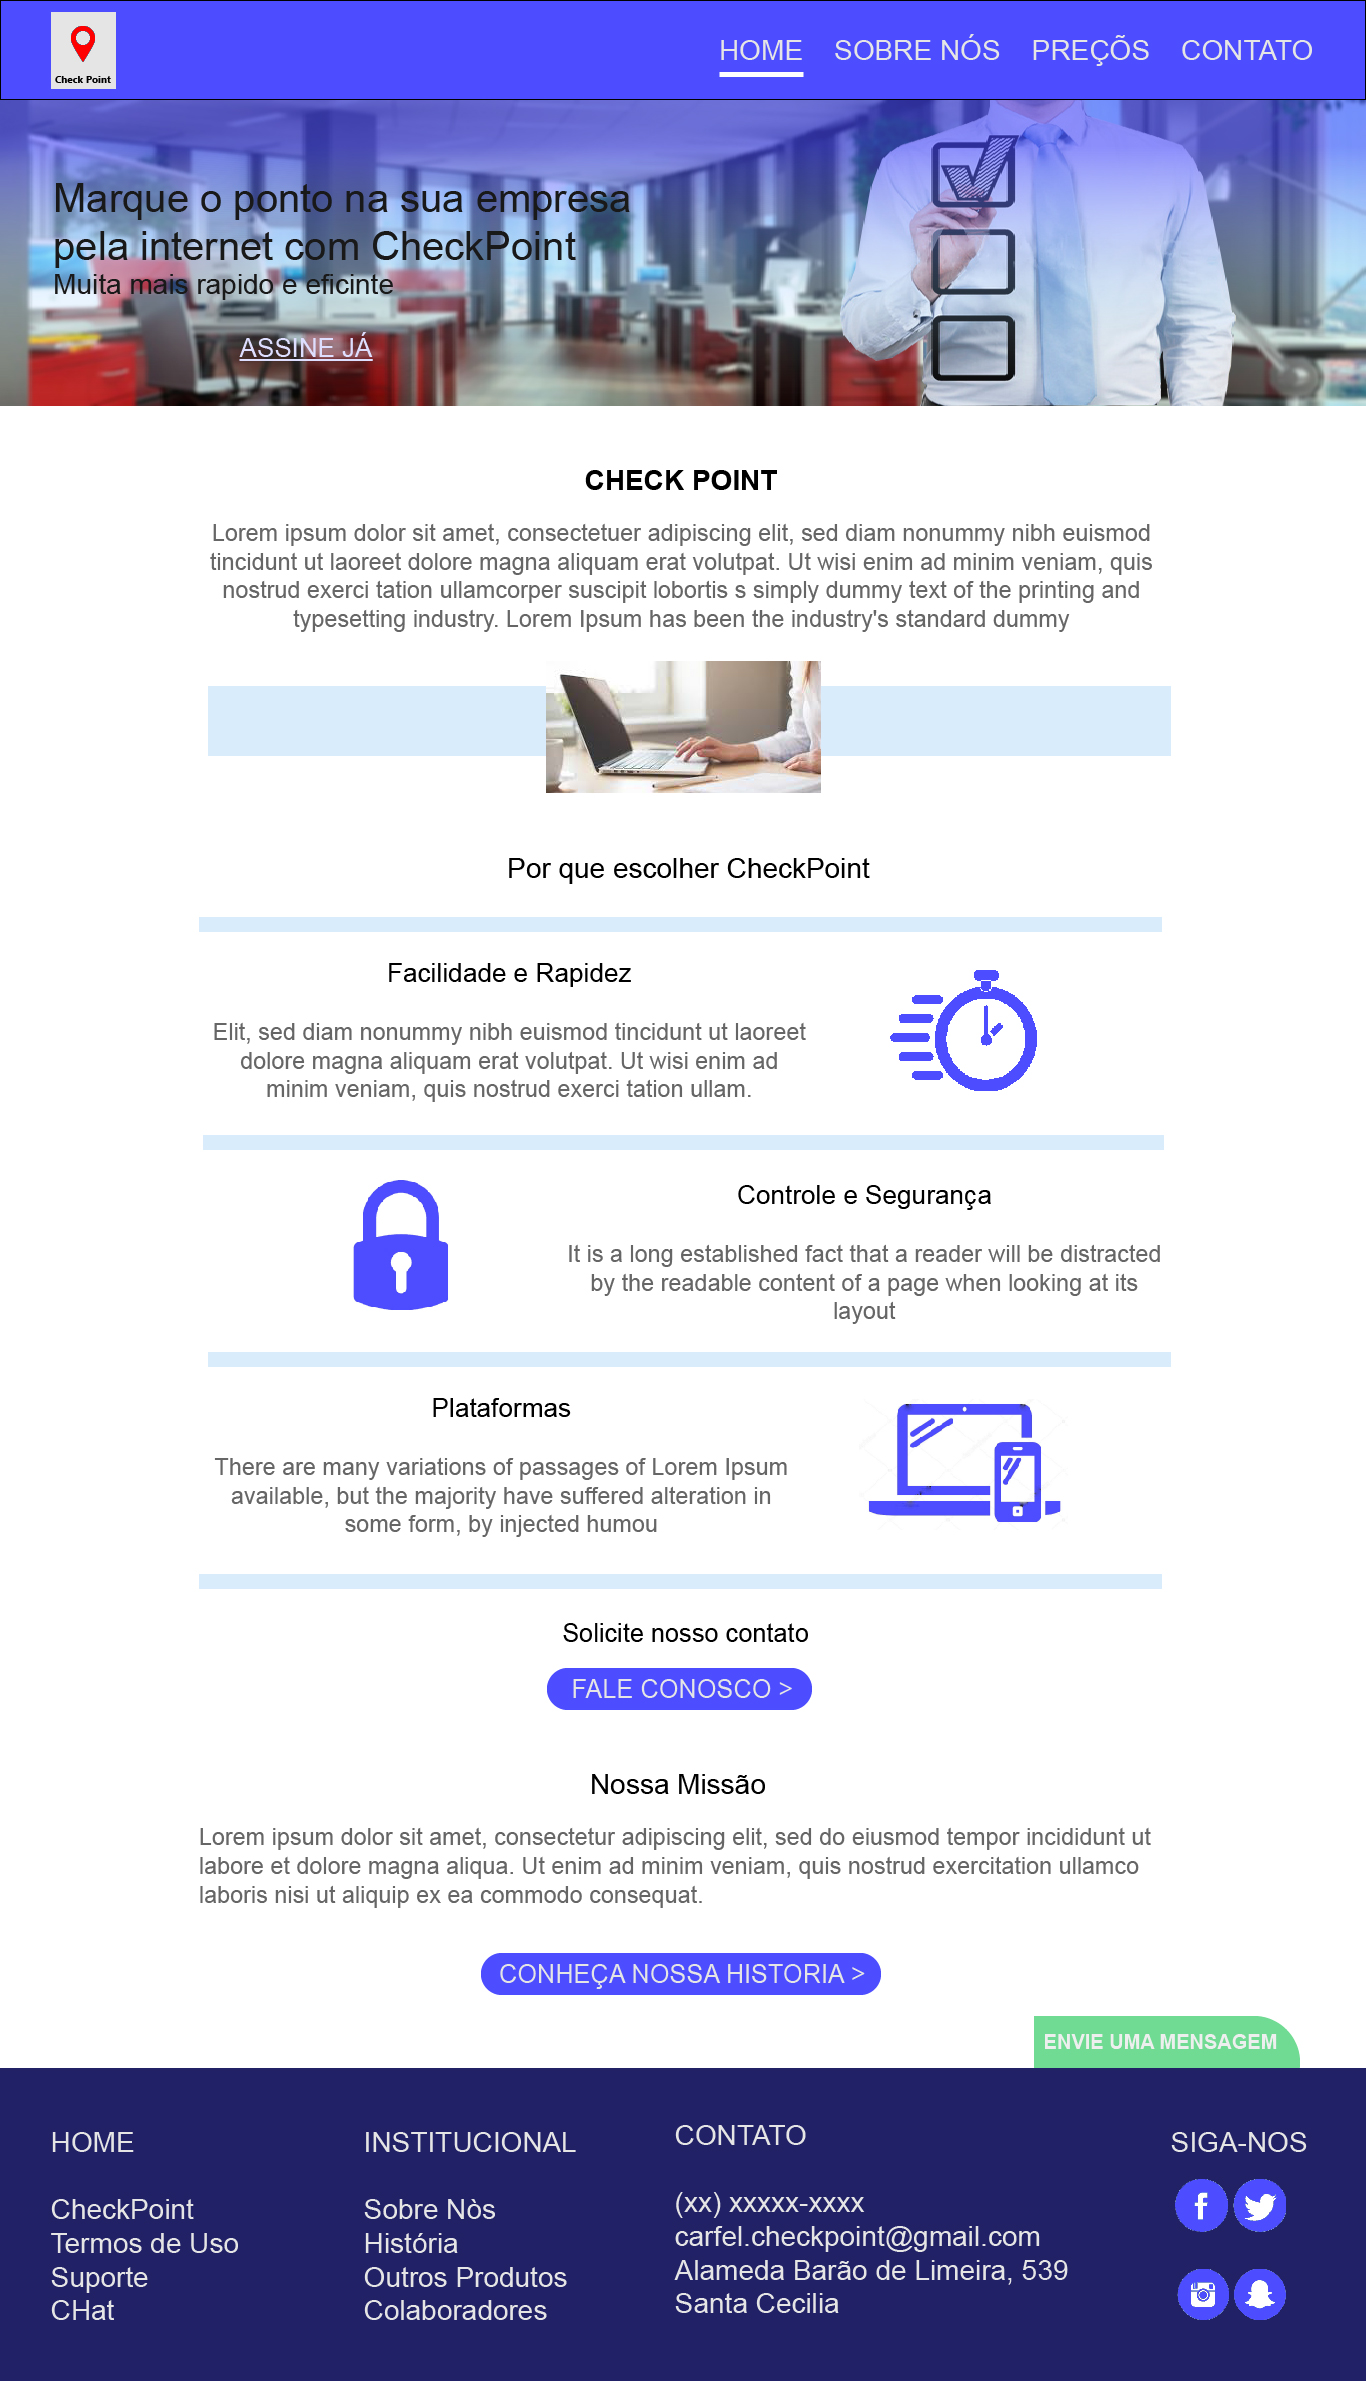 Check Point
HOME SOBRE NÓS PREÇÕS CONTATO
Marque o ponto na sua empresa
pela internet com CheckPoint
Muita mais rapido e eficinte
ASSINE JÁ
CHECK POINT
Lorem ipsum dolor sit amet, consectetuer adipiscing elit, sed diam nonummy nibh euismod
tincidunt ut laoreet dolore magna aliquam erat volutpat. Ut wisi enim ad minim veniam, quis
nostrud exerci tation ullamcorper suscipit lobortis s simply dummy text of the printing and
typesetting industry. Lorem Ipsum has been the industry's standard dummy
Por que escolher CheckPoint
Facilidade e Rapidez
Elit, sed diam nonummy nibh euismod tincidunt ut laoreet
dolore magna aliquam erat volutpat. Ut wisi enim ad
minim veniam, quis nostrud exerci tation ullam.
Controle e Segurança
It is a long established fact that a reader will be distracted
by the readable content of a page when looking at its
layout
Plataformas
There are many variations of passages of Lorem Ipsum
available, but the majority have suffered alteration in
some form, by injected humou
Solicite nosso contato
FALE CONOSCO >
Nossa Missão
Lorem ipsum dolor sit amet, consectetur adipiscing elit, sed do eiusmod tempor incididunt ut
labore et dolore magna aliqua. Ut enim ad minim veniam, quis nostrud exercitation ullamco
laboris nisi ut aliquip ex ea commodo consequat.
CONHEÇA NOSSA HISTORIA >
ENVIE UMA MENSAGEM
HOME
CheckPoint
Termos de Uso
Suporte
CHat
INSTITUCIONAL
Sobre Nòs
História
Outros Produtos
Colaboradores
CONTATO
(xx) xxxxx-xxxx
carfel.checkpoint@gmail.com
Alameda Barão de Limeira, 539
Santa Cecilia
SIGA-NOS